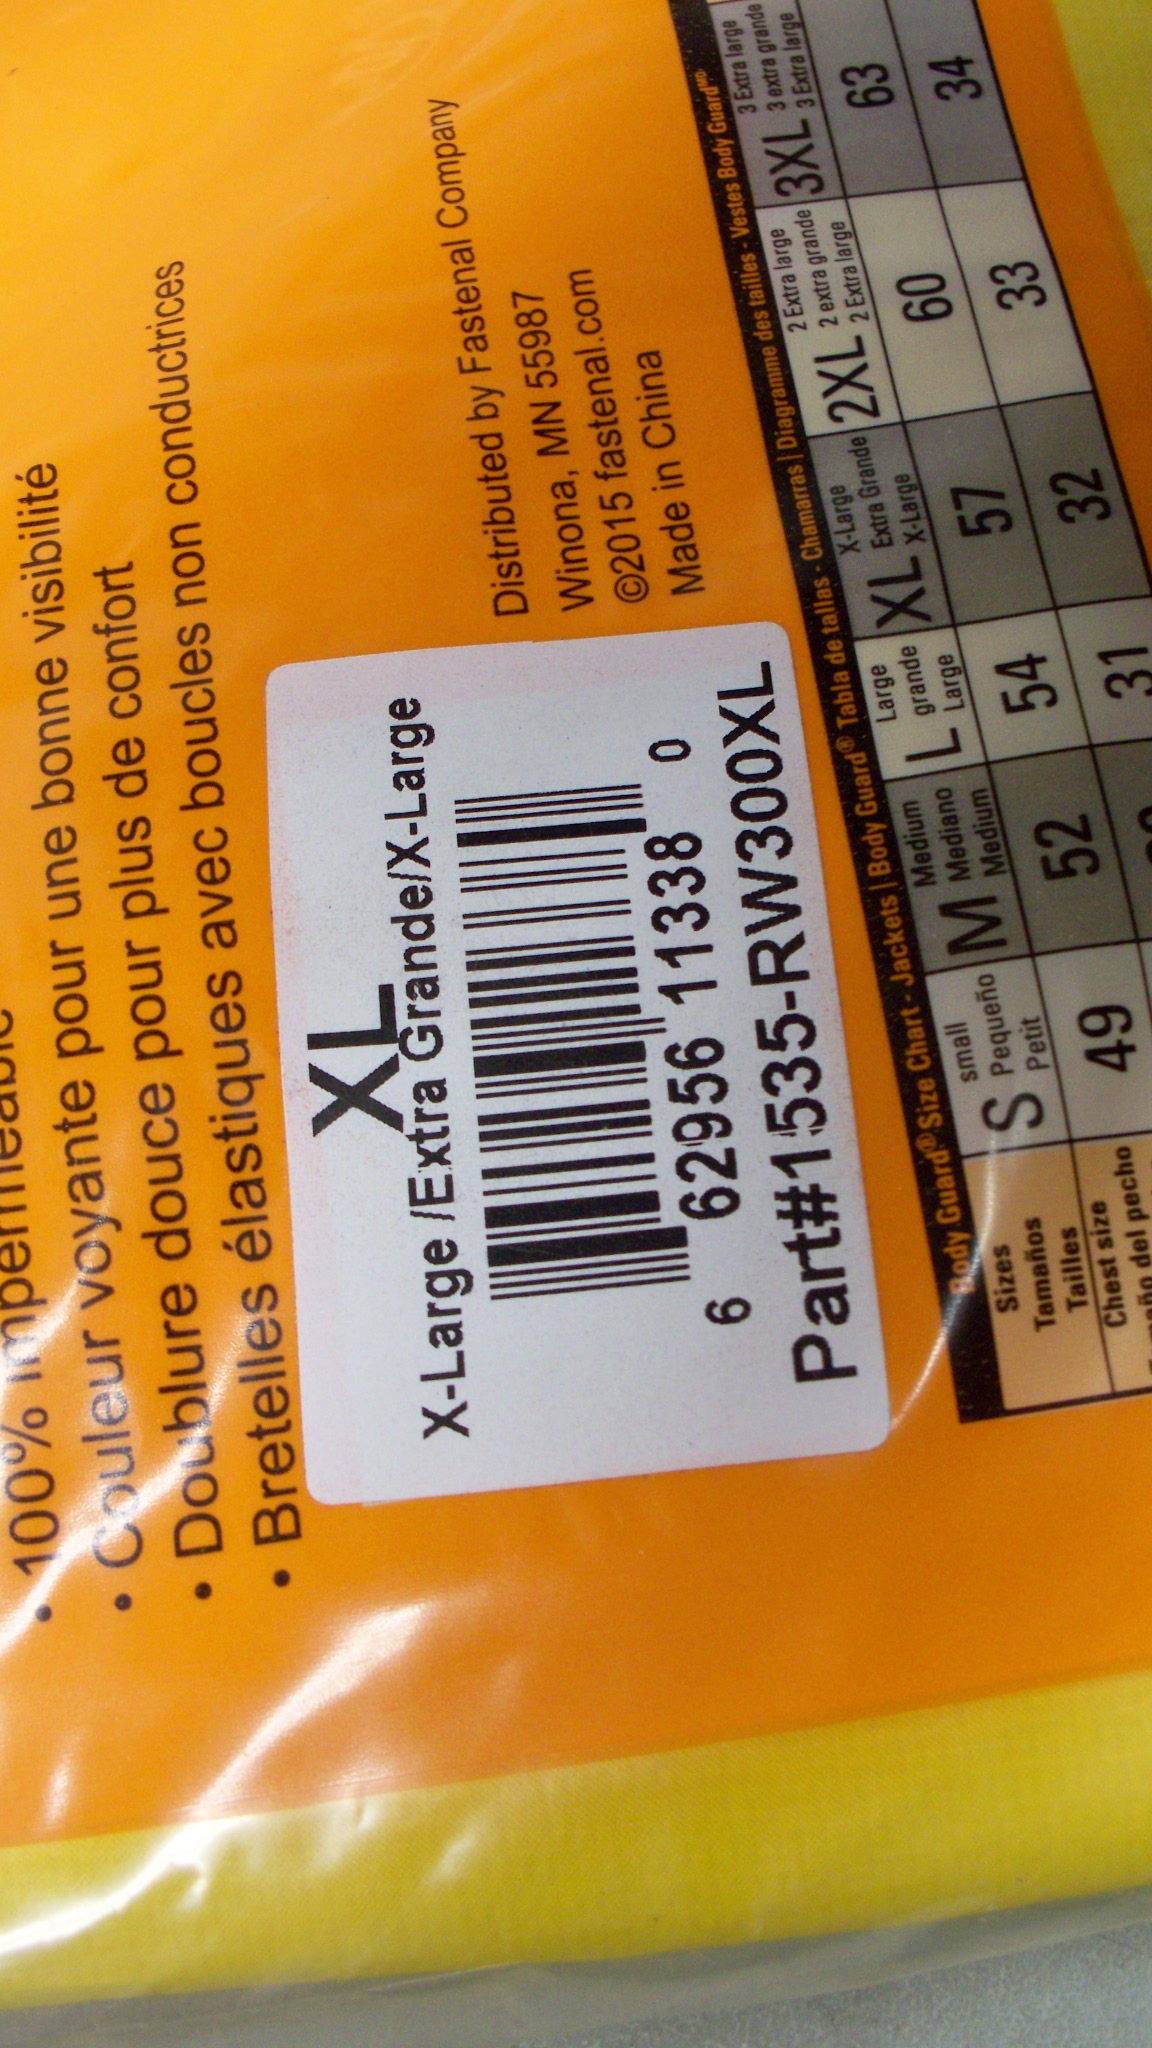 • 100% imperméable
• Couleur voyante pour une bonne visibilité
• Doublure douce pour plus de confort
• Bretelles élastiques avec boucles non conductrices
XL
X-Large /Extra Grande/X-Large
6 62956 11338 0
Part#1535-RW300XL
Distributed by Fastenal Company
Winona, MN 55987
©2015 fastenal.com
Made in China
Body Guard® Size Chart - Jackets | Body Guard® Tabla de tallas - Chamarras | Diagramme des tailles - Vestes Body Guard MD
Sizes Tamaños Tailles S small Pequeño Petit M Medium Mediano Medium L Large grande Large XL X-Large Extra Grande X-Large 2XL 2 Extra large 2 extra grande 2 Extra large 3XL 3 Extra large 3 extra grande 3 Extra large
Chest size 49 52 54 57 60 63
del pecho
31 32 33 34